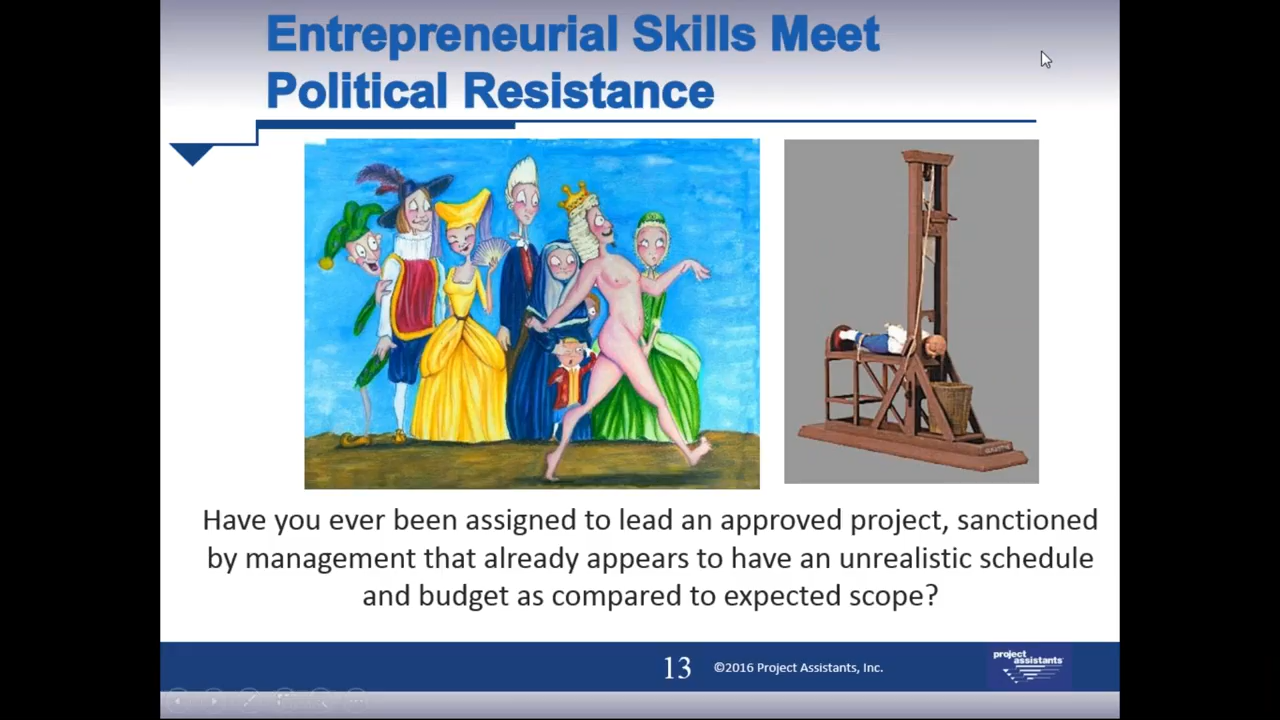 Entrepreneurial Skills Meet
Political Resistance
Have you ever been assigned to lead an approved project, sanctioned
by management that already appears to have an unrealistic schedule
and budget as compared to expected scope?
13
©2016 Project Assistants, Inc.
project
assistants